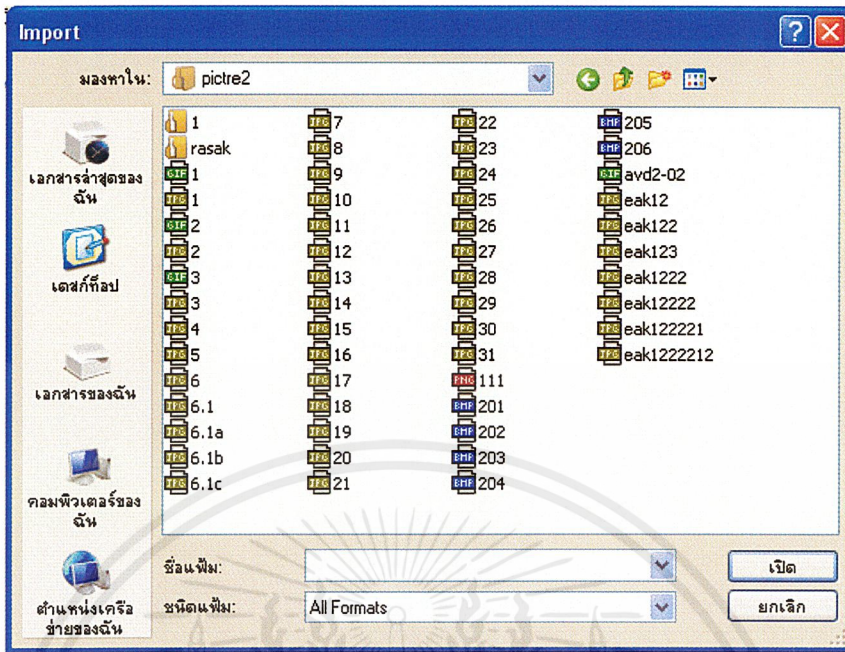 Import
มองหาใน:
pictre2
เอกสารล่าสุดของ
ฉัน
เดสก์ท็อป
เอกสารของฉัน
คอมพิวเตอร์ของ
ฉัน
ตำแหน่งเครือ
ข่ายของฉัน
1
rasak
GIF 1
JPG 1
GIF 2
JPG 2
GIF 3
JPG 3
JPG 4
JPG 5
JPG 6
JPG 6.1
JPG 6.1a
JPG 6.1b
JPG 6.1c
JPG 7
JPG 8
JPG 9
JPG 10
JPG 11
JPG 12
JPG 13
JPG 14
JPG 15
JPG 16
JPG 17
JPG 18
JPG 19
JPG 20
JPG 21
JPG 22
JPG 23
JPG 24
JPG 25
JPG 26
JPG 27
JPG 28
JPG 29
JPG 30
JPG 31
PNG 111
BMP 201
BMP 202
BMP 203
BMP 204
BMP 205
BMP 206
GIF avd2-02
JPG eak12
JPG eak122
JPG eak123
JPG eak1222
JPG eak12222
JPG eak122221
JPG eak1222212
ชื่อแฟ้ม:
เปิด
ชนิดแฟ้ม:
All Formats
ยกเลิก